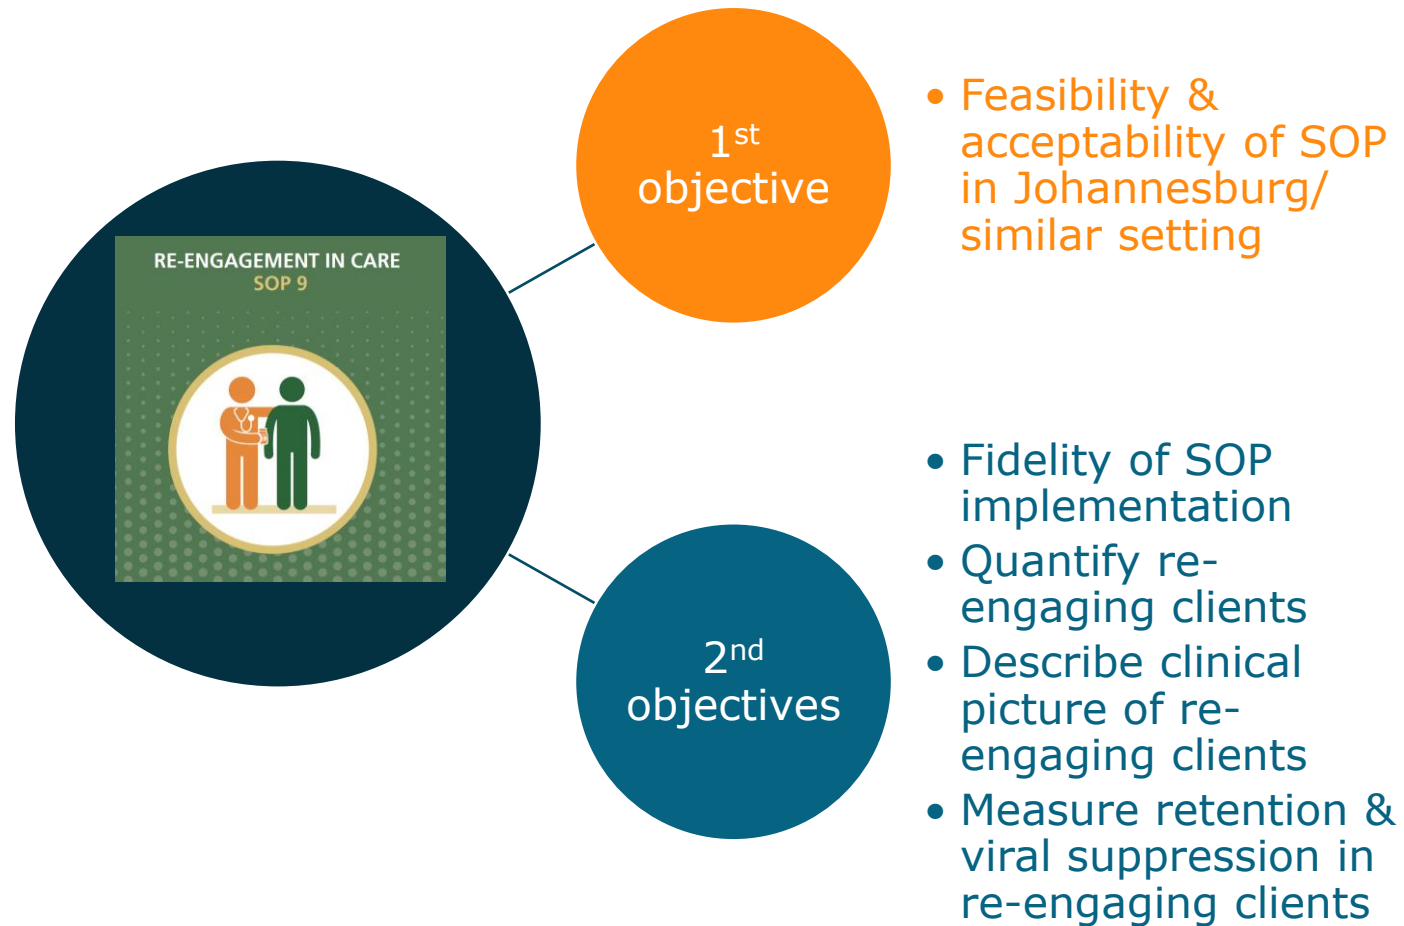 RE-ENGAGEMENT IN CARE
SOP 9
1st
objective
• Feasibility &
acceptability of SOP
in Johannesburg/
similar setting
2nd
objectives
• Fidelity of SOP
implementation
• Quantify re-
engaging clients
• Describe clinical
picture of re-
engaging clients
• Measure retention &
viral suppression in
re-engaging clients